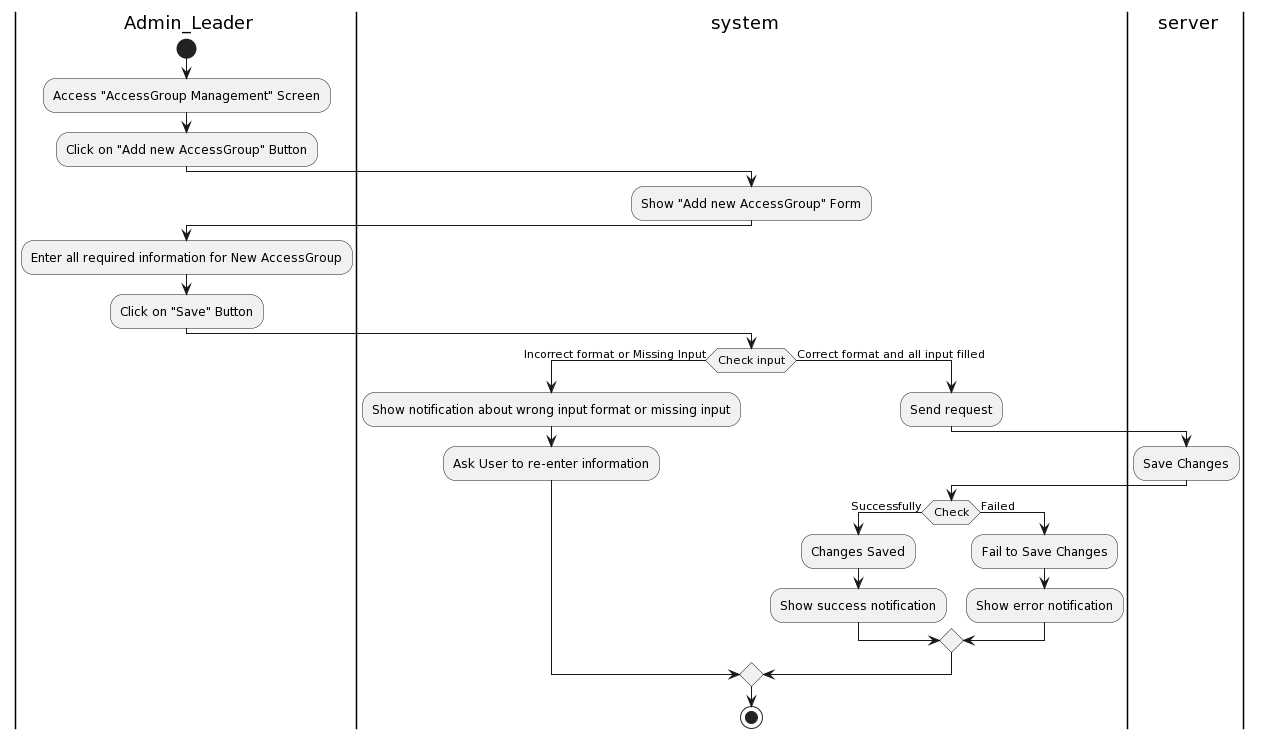 Admin_Leader
system
server
Access "AccessGroup Management" Screen
Click on "Add new AccessGroup" Button
Show "Add new AccessGroup" Form
Enter all required information for New AccessGroup
Click on "Save" Button
Incorrect format or Missing Input
Check input
Correct format and all input filled
Show notification about wrong input format or missing input
Send request
Ask User to re-enter information
Save Changes
Successfully
Check
Failed
Changes Saved
Fail to Save Changes
Show success notification
Show error notification